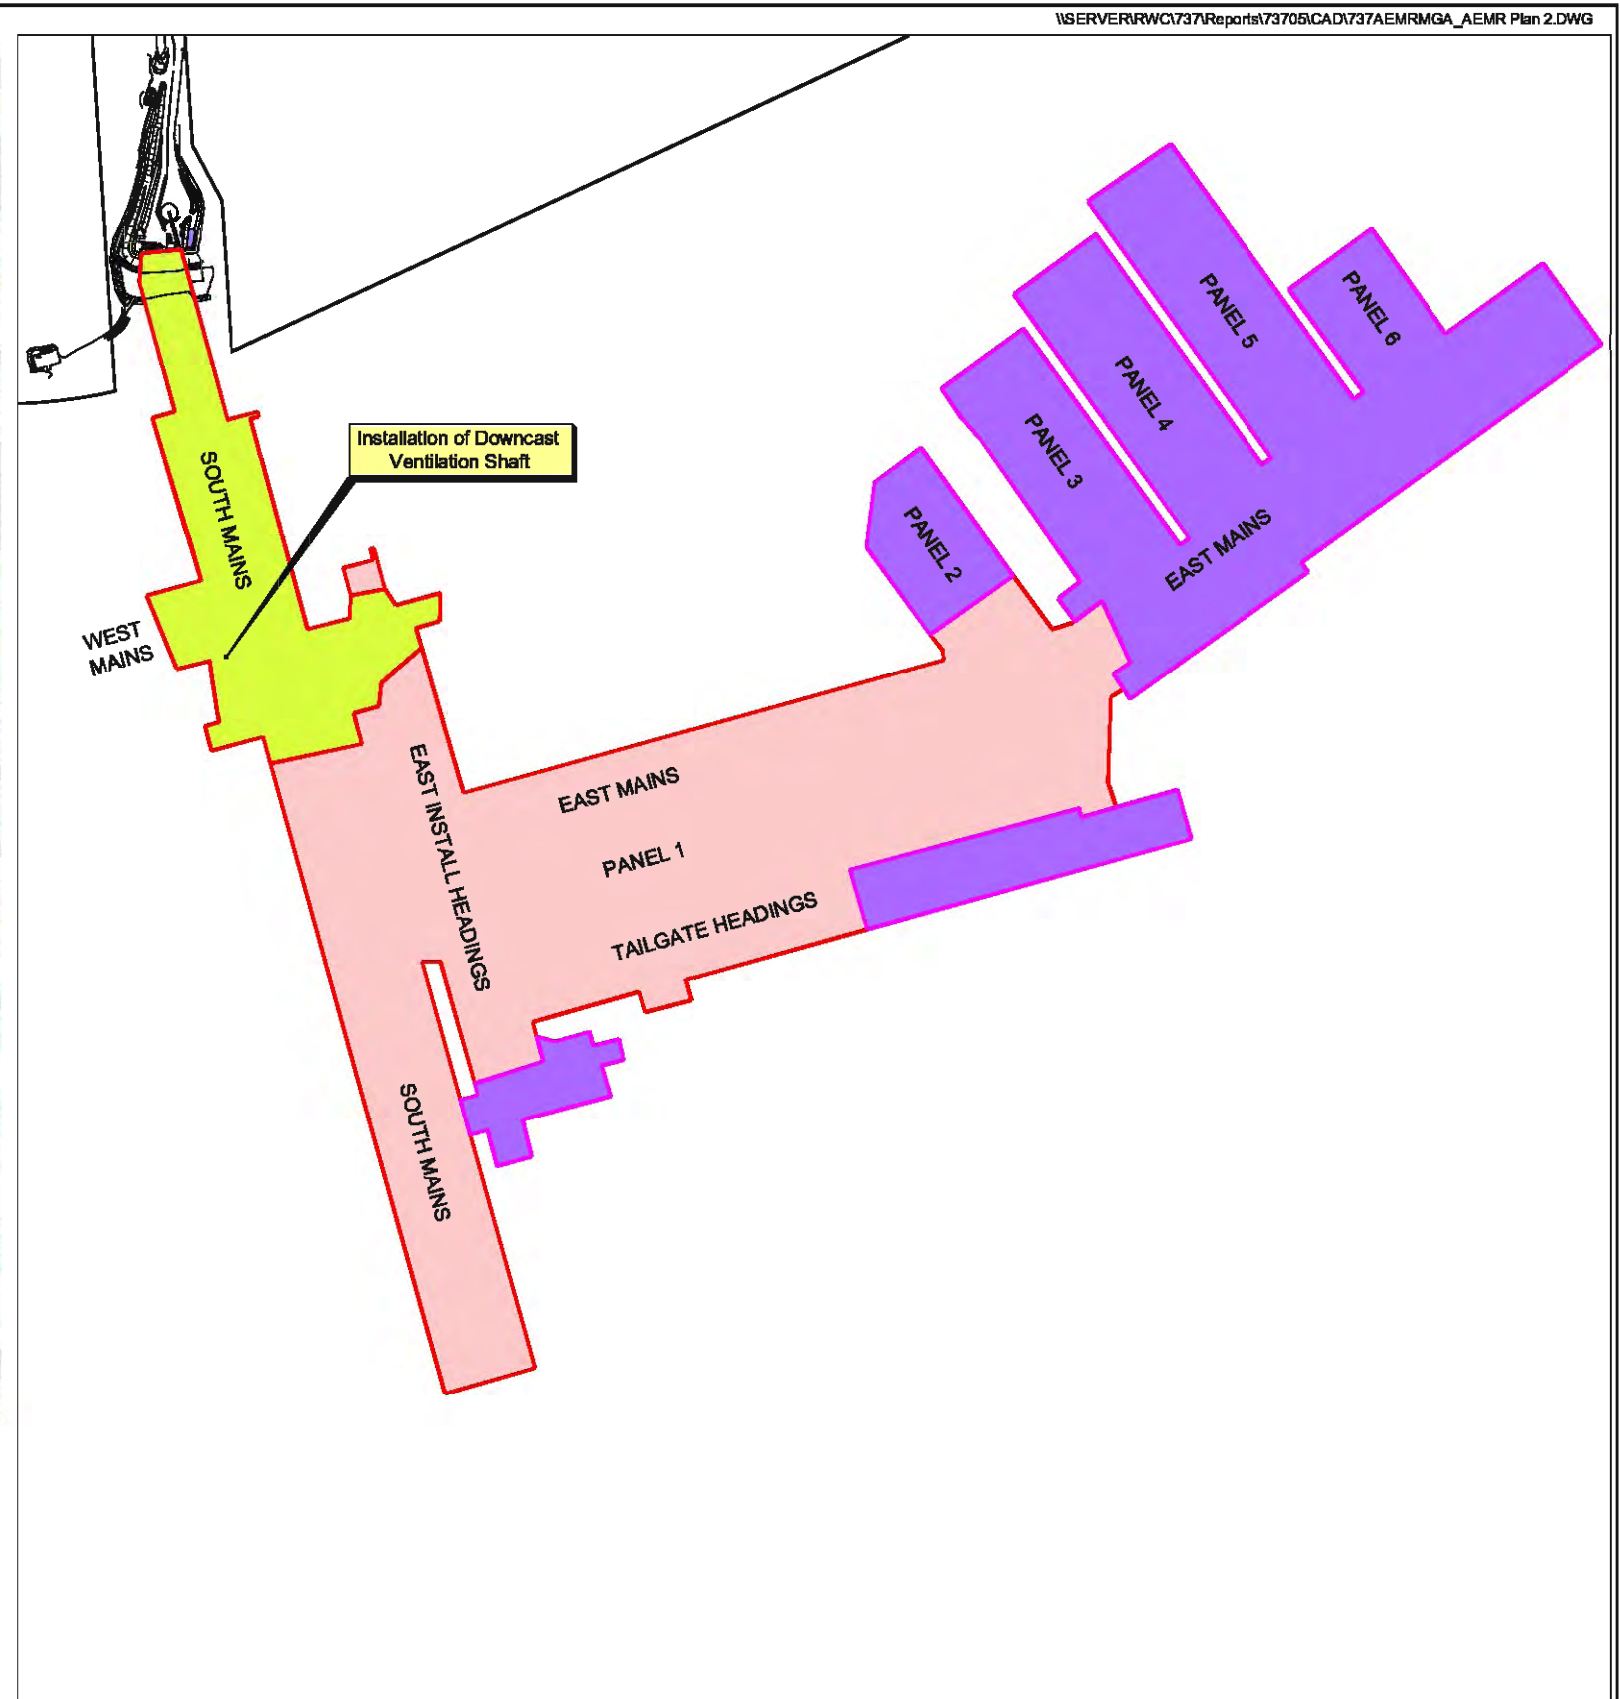 \\SERVER\RWC\737\Reports\73705\CAD\737AEMRMGA_AEMR Plan 2.DWG
PANEL 5
PANEL 6
PANEL 4
PANEL 3
Installation of Downcast
Ventilation Shaft
SOUTH MAINS
PANEL 2
EAST MAINS
WEST
MAINS
EAST INSTALL HEADINGS
EAST MAINS
PANEL 1
TAILGATE HEADINGS
SOUTH MAINS